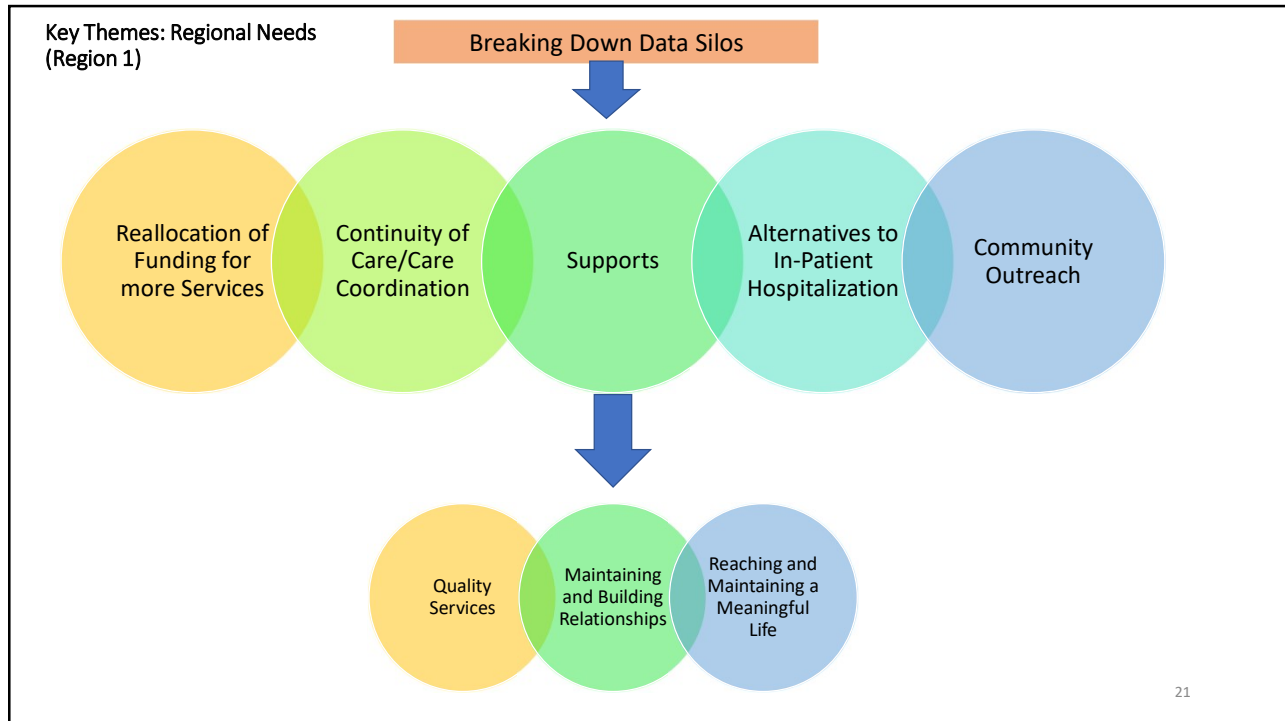 Key Themes: Regional Needs
(Region 1)
Breaking Down Data Silos
Reallocation of
Funding for
more Services
Continuity of
Care/Care
Coordination
Supports
Alternatives to
In-Patient
Hospitalization
Community
Outreach
Quality
Services
Maintaining
and Building
Relationships
Reaching and
Maintaining a
Meaningful
Life
21